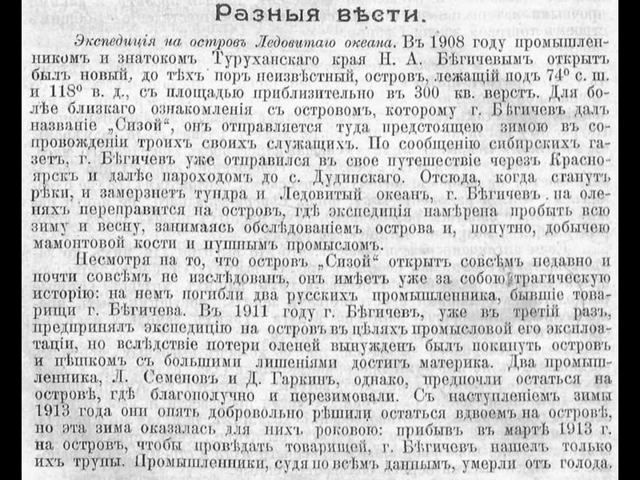 Разныя вѣсти.
Экспедиція на островъ Ледовитаго океана. Въ 1908 году промышлен-
никомъ и знатокомъ Туруханскаго края Н. А. Бѣгичевымъ открытъ
былъ новый, до тѣхъ поръ неизвѣстный, островъ, лежащій подъ 74° с. ш.
и 118° в. д., съ площадью приблизительно въ 300 кв. верстъ. Для бо-
лѣе близкаго ознакомленія съ островомъ, которому г. Бѣгичевъ далъ
названіе „Сизой“, онъ отправляется туда предстоящею зимою въ со-
провожденіи троихъ своихъ служащихъ. По сообщенію сибирскихъ га-
зетъ, г. Бѣгичевъ уже отправился въ свое путешествіе черезъ Красно-
ярскъ и далѣе пароходомъ до с. Дудинскаго. Отсюда, когда станутъ
рѣки, и замерзнетъ тундра и Ледовитый океанъ, г. Бѣгичевъ на оле-
няхъ переправится на островъ, гдѣ экспедиція намѣрена пробыть всю
зиму и весну, занимаясь обслѣдованіемъ острова и, попутно, добычею
мамонтовой кости и пушнымъ промысломъ.
Несмотря на то, что островъ „Сизой“ открытъ совсѣмъ недавно и
почти совсѣмъ не изслѣдованъ, онъ имѣетъ уже за собою трагическую
исторію: на немъ погибли два русскихъ промышленника, бывшіе това-
рищи г. Бѣгичева. Въ 1911 году г. Бѣгичевъ, уже въ третій разъ,
предпринялъ экспедицію на островъ въ цѣляхъ промысловой его эксплоа-
таціи, но вслѣдствіе потери оленей вынужденъ былъ покинуть островъ
и пѣшкомъ съ большими лишеніями достигъ материка. Два промыш-
ленника, Л. Семеновъ и Д. Гаркинъ, однако, предпочли остаться на
островѣ, гдѣ благополучно и перезимовали. Съ наступленіемъ зимы
1913 года они опять добровольно рѣшили остаться вдвоемъ на островѣ,
но эта зима оказалась для нихъ роковою: прибывъ въ мартѣ 1913 г.
на островъ, чтобы провѣдать товарищей, г. Бѣгичевъ нашелъ только
ихъ трупы. Промышленники, судя по всѣмъ даннымъ, умерли отъ голода.